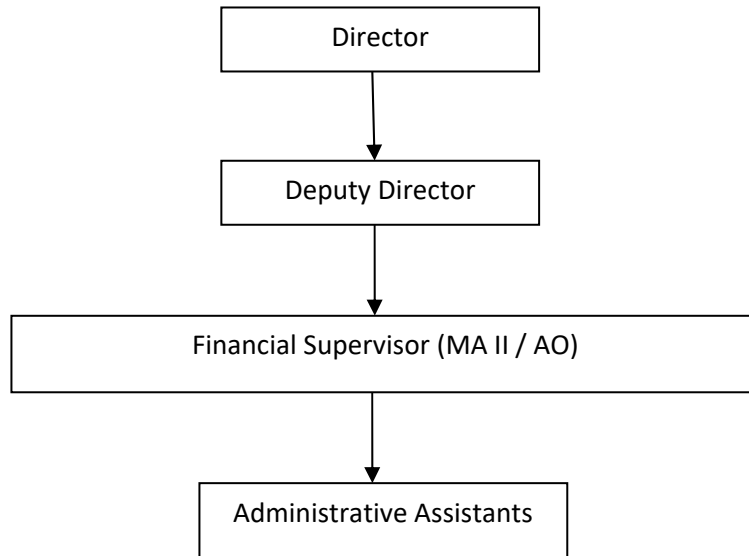 Director
Deputy Director
Financial Supervisor (MA II / AO)
Administrative Assistants